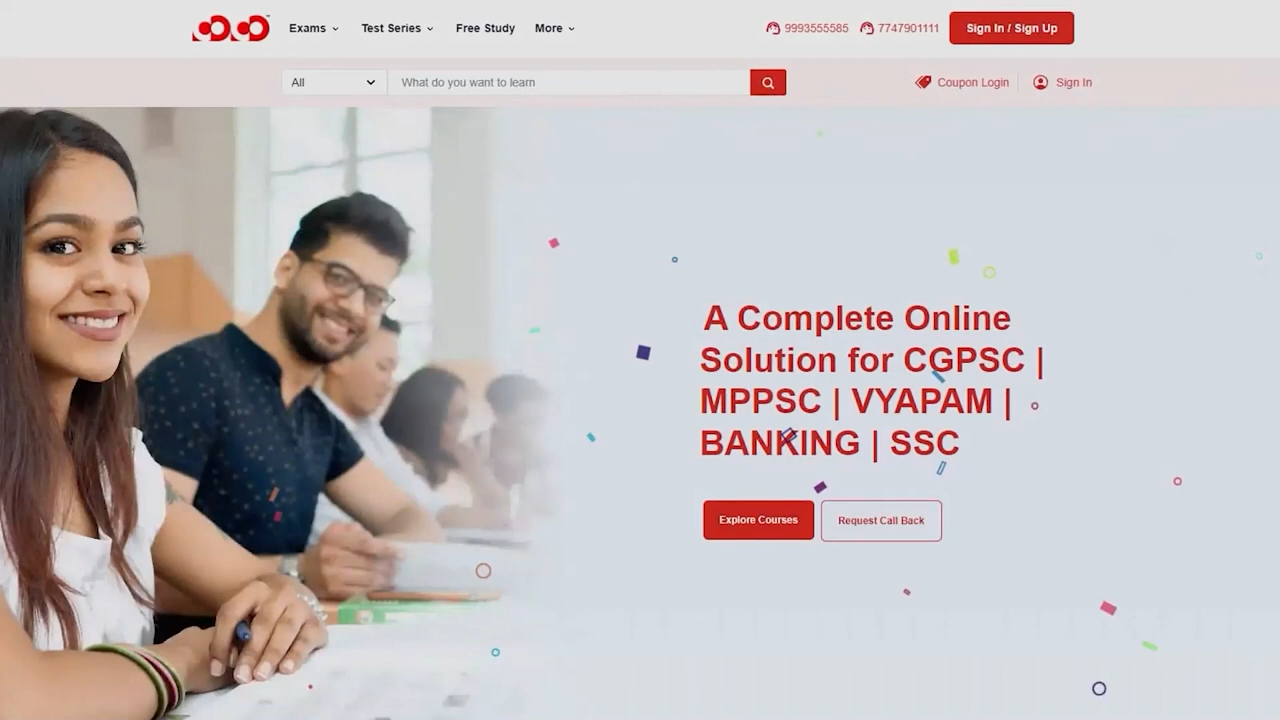 Exams
Test Series
Free Study
More
9993555585
7747901111
Sign In / Sign Up
All
What do you want to learn
Coupon Login
Sign In
A Complete Online
Solution for CGPSC |
MPPSC | VYAPAM |
BANKING | SSC
Explore Courses
Request Call Back